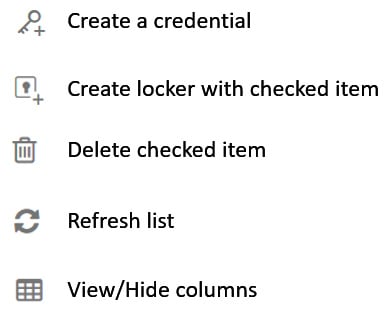 Create a credential
Create locker with checked item
Delete checked item
Refresh list
View/Hide columns